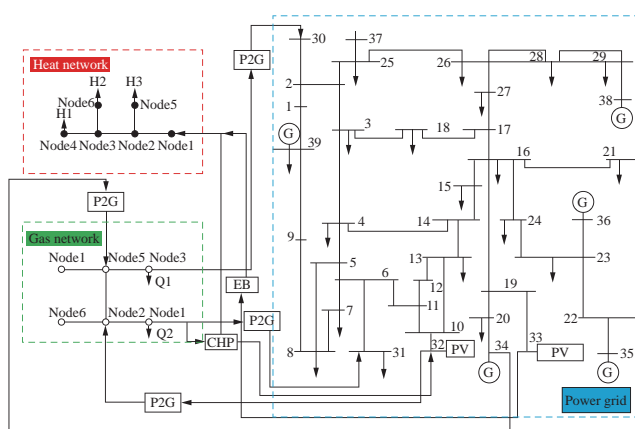 30
37
P2G
25
26
28
29
Heat network
H2
H3
2
Node6
Node5
H1
1
27
38
G
3
18
17
G
39
Node4
Node3
Node2
Node1
16
21
15
G
P2G
4
14
24
36
Gas network
9
Node1
Node5
Node3
13
5
23
Q1
EB
6
12
19
Node6
Node2
Node1
7
11
P2G
10
20
22
Q2
33
CHP
8
31
32
PV
34
PV
35
G
G
P2G
Power grid